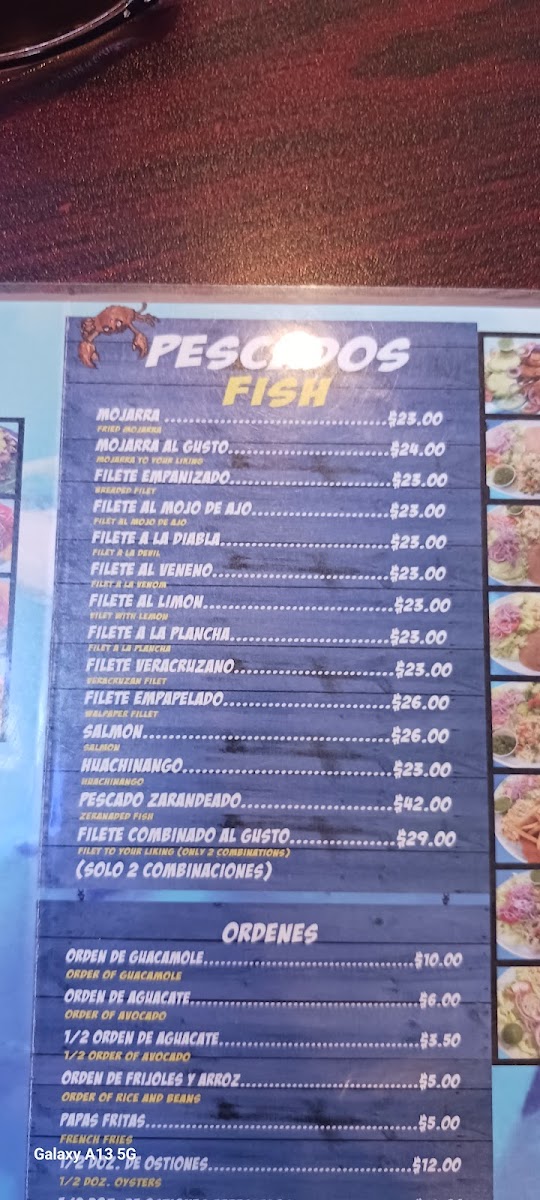 PESCADOS
FISH
MOJARRA $23.00
FRIED MOJARRA
MOJARRA AL GUSTO $24.00
MOJARRA TO YOUR LIKING
FILETE EMPANIZADO $23.00
BREADED FILET
FILETE AL MOJO DE AJO $23.00
FILET AL MOJO DE AJO
FILETE A LA DIABLA $23.00
FILET A LA DEVIL
FILETE AL VENENO $23.00
FILET A LA VENOM
FILETE AL LIMON $23.00
FILET WITH LEMON
FILETE A LA PLANCHA $23.00
FILET A LA PLANCHA
FILETE VERACRUZANO $23.00
VERACRUZAN FILET
FILETE EMPAPELADO $26.00
WALPAPER FILLET
SALMON $26.00
SALMON
HUACHINANGO $23.00
HUACHINANGO
PESCADO ZARANDEADO $42.00
ZERANADED FISH
FILETE COMBINADO AL GUSTO $29.00
FILET TO YOUR LIKING (ONLY 2 COMBINATIONS)
(SOLO 2 COMBINACIONES)
ORDENES
ORDEN DE GUACAMOLE $10.00
ORDER OF GUACAMOLE
ORDEN DE AGUACATE $6.00
ORDER OF AVOCADO
1/2 ORDEN DE AGUACATE $3.50
1/2 ORDER OF AVOCADO
ORDEN DE FRIJOLES Y ARROZ $5.00
ORDER OF RICE AND BEANS
PAPAS FRITAS $5.00
FRENCH FRIES
1/2 DOZ. DE OSTIONES $12.00
1/2 DOZ. OYSTERS
Galaxy A13 5G